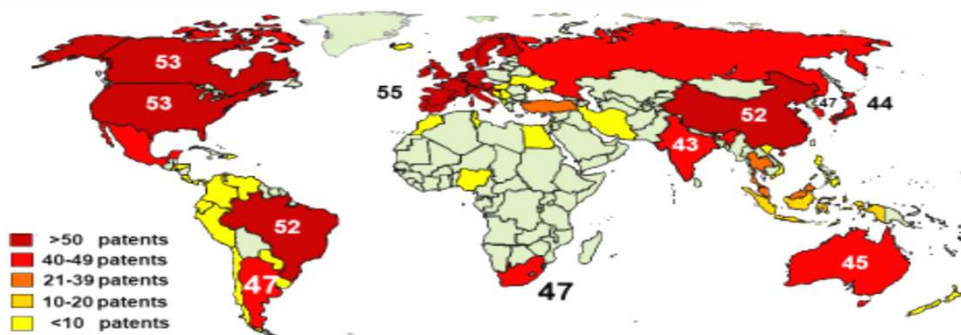 53
53
55
52
47
44
43
52
47
47
45
>50 patents
40-49 patents
21-39 patents
10-20 patents
<10 patents